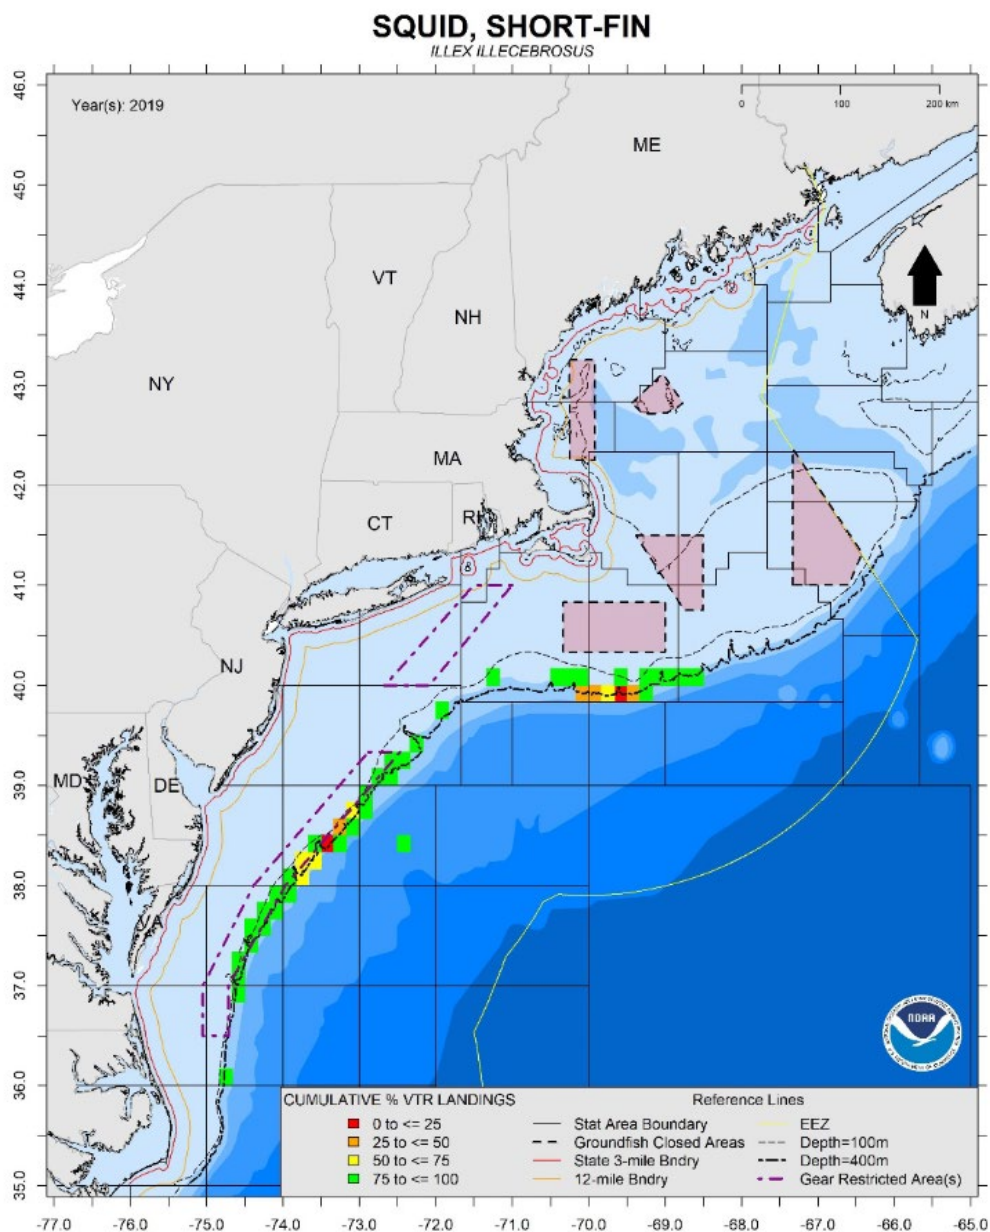 SQUID, SHORT-FIN
ILLEX ILLECEBROSUS
Year(s): 2019
0 100 200 km
46.0
45.0
44.0
43.0
42.0
41.0
40.0
39.0
38.0
37.0
36.0
35.0
ME
VT
NH
NY
MA
CT
RI
NJ
MD
DE
VA
N
NOAA
CUMULATIVE % VTR LANDINGS
0 to <= 25
25 to <= 50
50 to <= 75
75 to <= 100
Reference Lines
Stat Area Boundary
Groundfish Closed Areas
State 3-mile Bndry
12-mile Bndry
EEZ
Depth=100m
Depth=400m
Gear Restricted Area(s)
-77.0 -76.0 -75.0 -74.0 -73.0 -72.0 -71.0 -70.0 -69.0 -68.0 -67.0 -66.0 -65.0